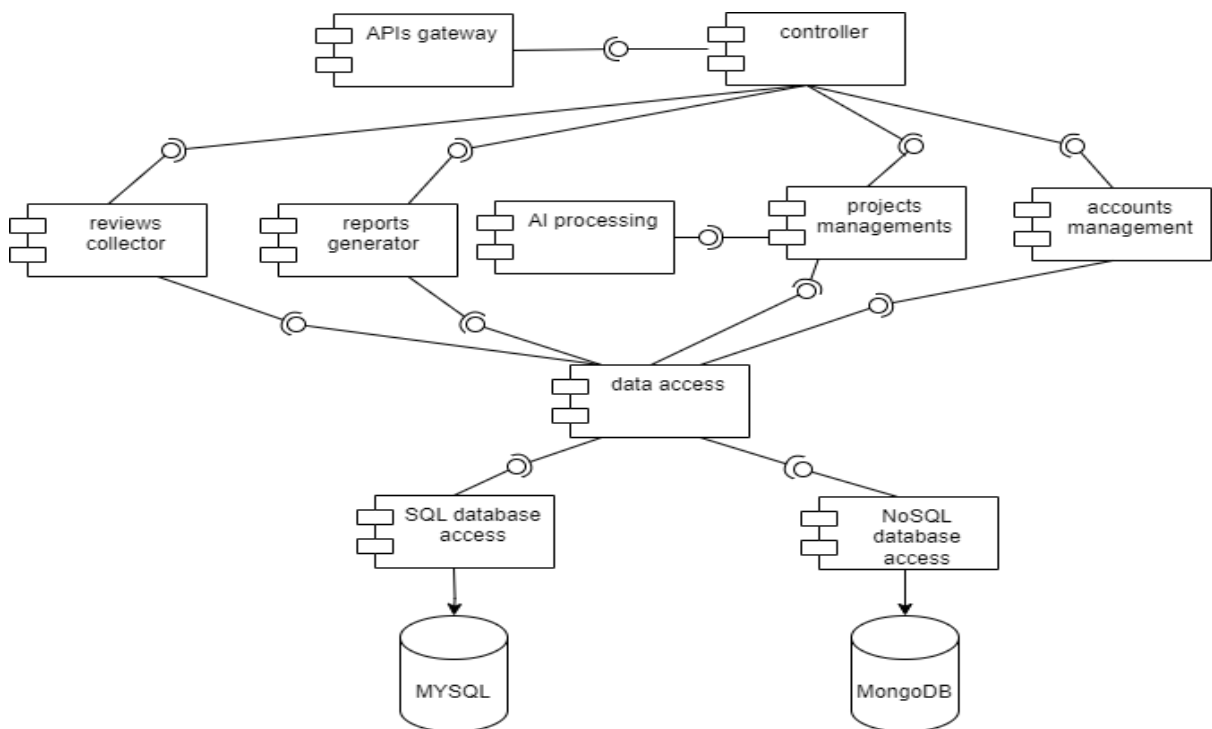 APIs gateway
controller
reviews
collector
reports
generator
AI processing
projects
managements
accounts
management
data access
SQL database
access
NoSQL
database
access
MYSQL
MongoDB